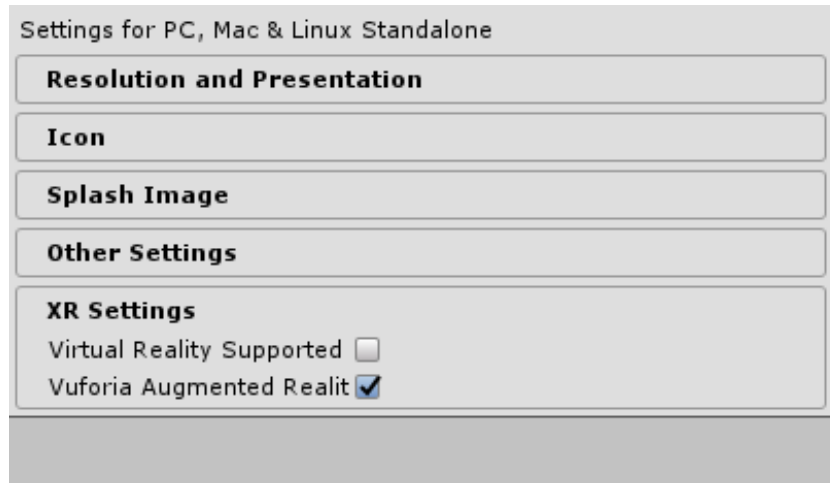 Settings for PC, Mac & Linux Standalone
Resolution and Presentation
Icon
Splash Image
Other Settings
XR Settings
Virtual Reality Supported
Vuforia Augmented Realit